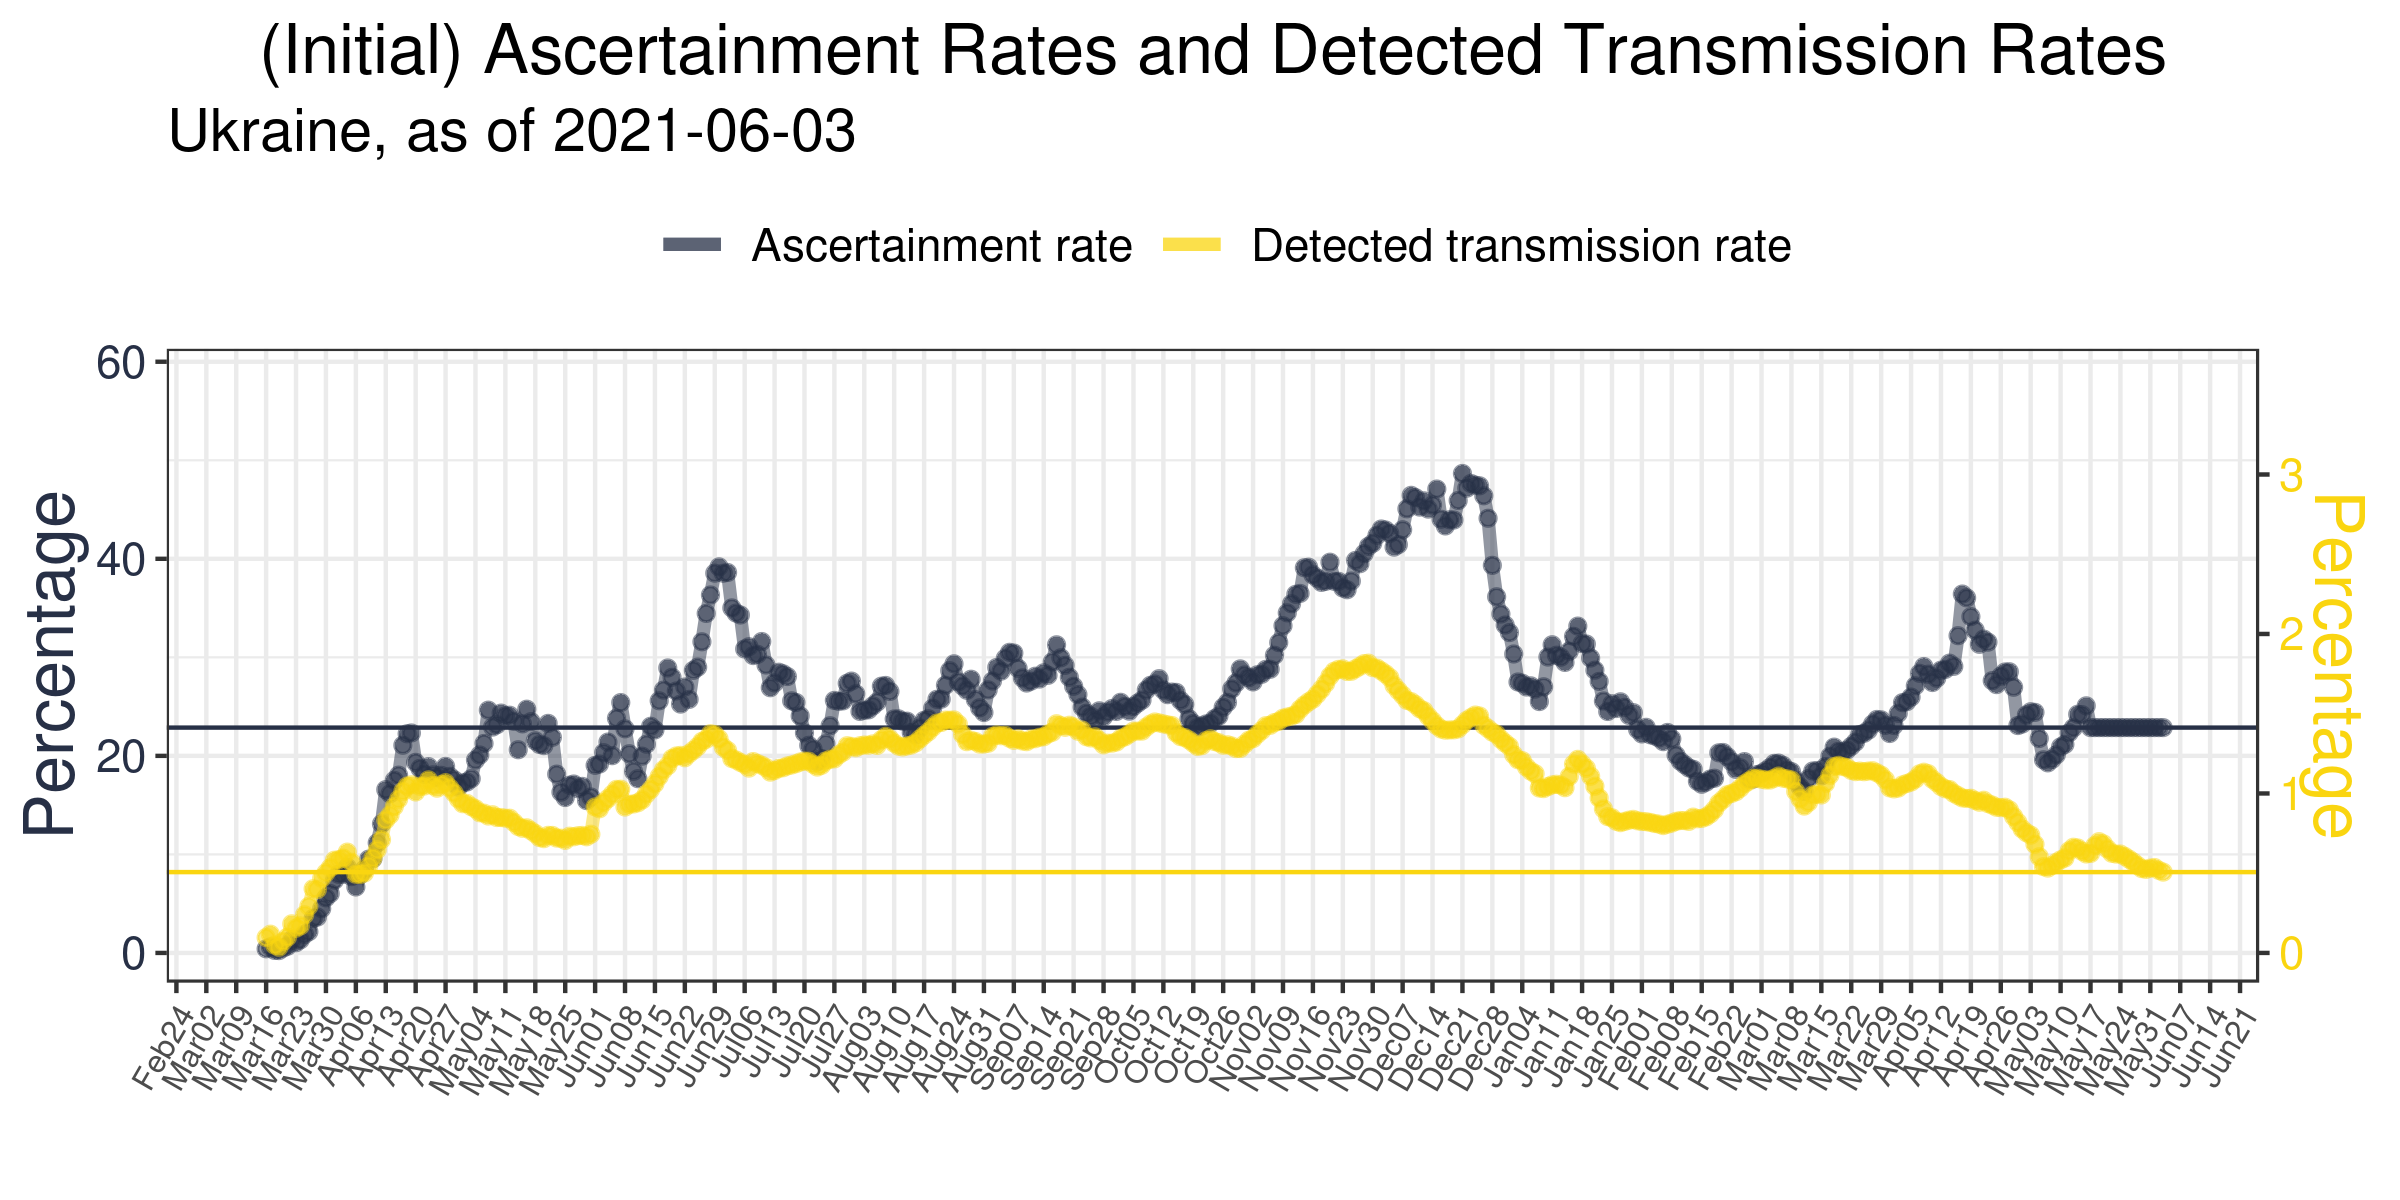 (Initial) Ascertainment Rates and Detected Transmission Rates
Ukraine, as of 2021-06-03
Ascertainment rate Detected transmission rate
Percentage
60
40
20
0
3
2
1
0
Percentage
Feb24 Mar02 Mar09 Mar16 Mar23 Mar30 Apr06 Apr13 Apr20 Apr27 May04 May11 May18 May25 Jun01 Jun08 Jun15 Jun22 Jun29 Jul06 Jul13 Jul20 Jul27 Aug03 Aug10 Aug17 Aug24 Aug31 Sep07 Sep14 Sep21 Sep28 Oct05 Oct12 Oct19 Oct26 Nov02 Nov09 Nov16 Nov23 Nov30 Dec07 Dec14 Dec21 Dec28 Jan04 Jan11 Jan18 Jan25 Feb01 Feb08 Feb15 Feb22 Mar01 Mar08 Mar15 Mar22 Mar29 Apr05 Apr12 Apr19 Apr26 May03 May10 May17 May24 May31 Jun07 Jun14 Jun21